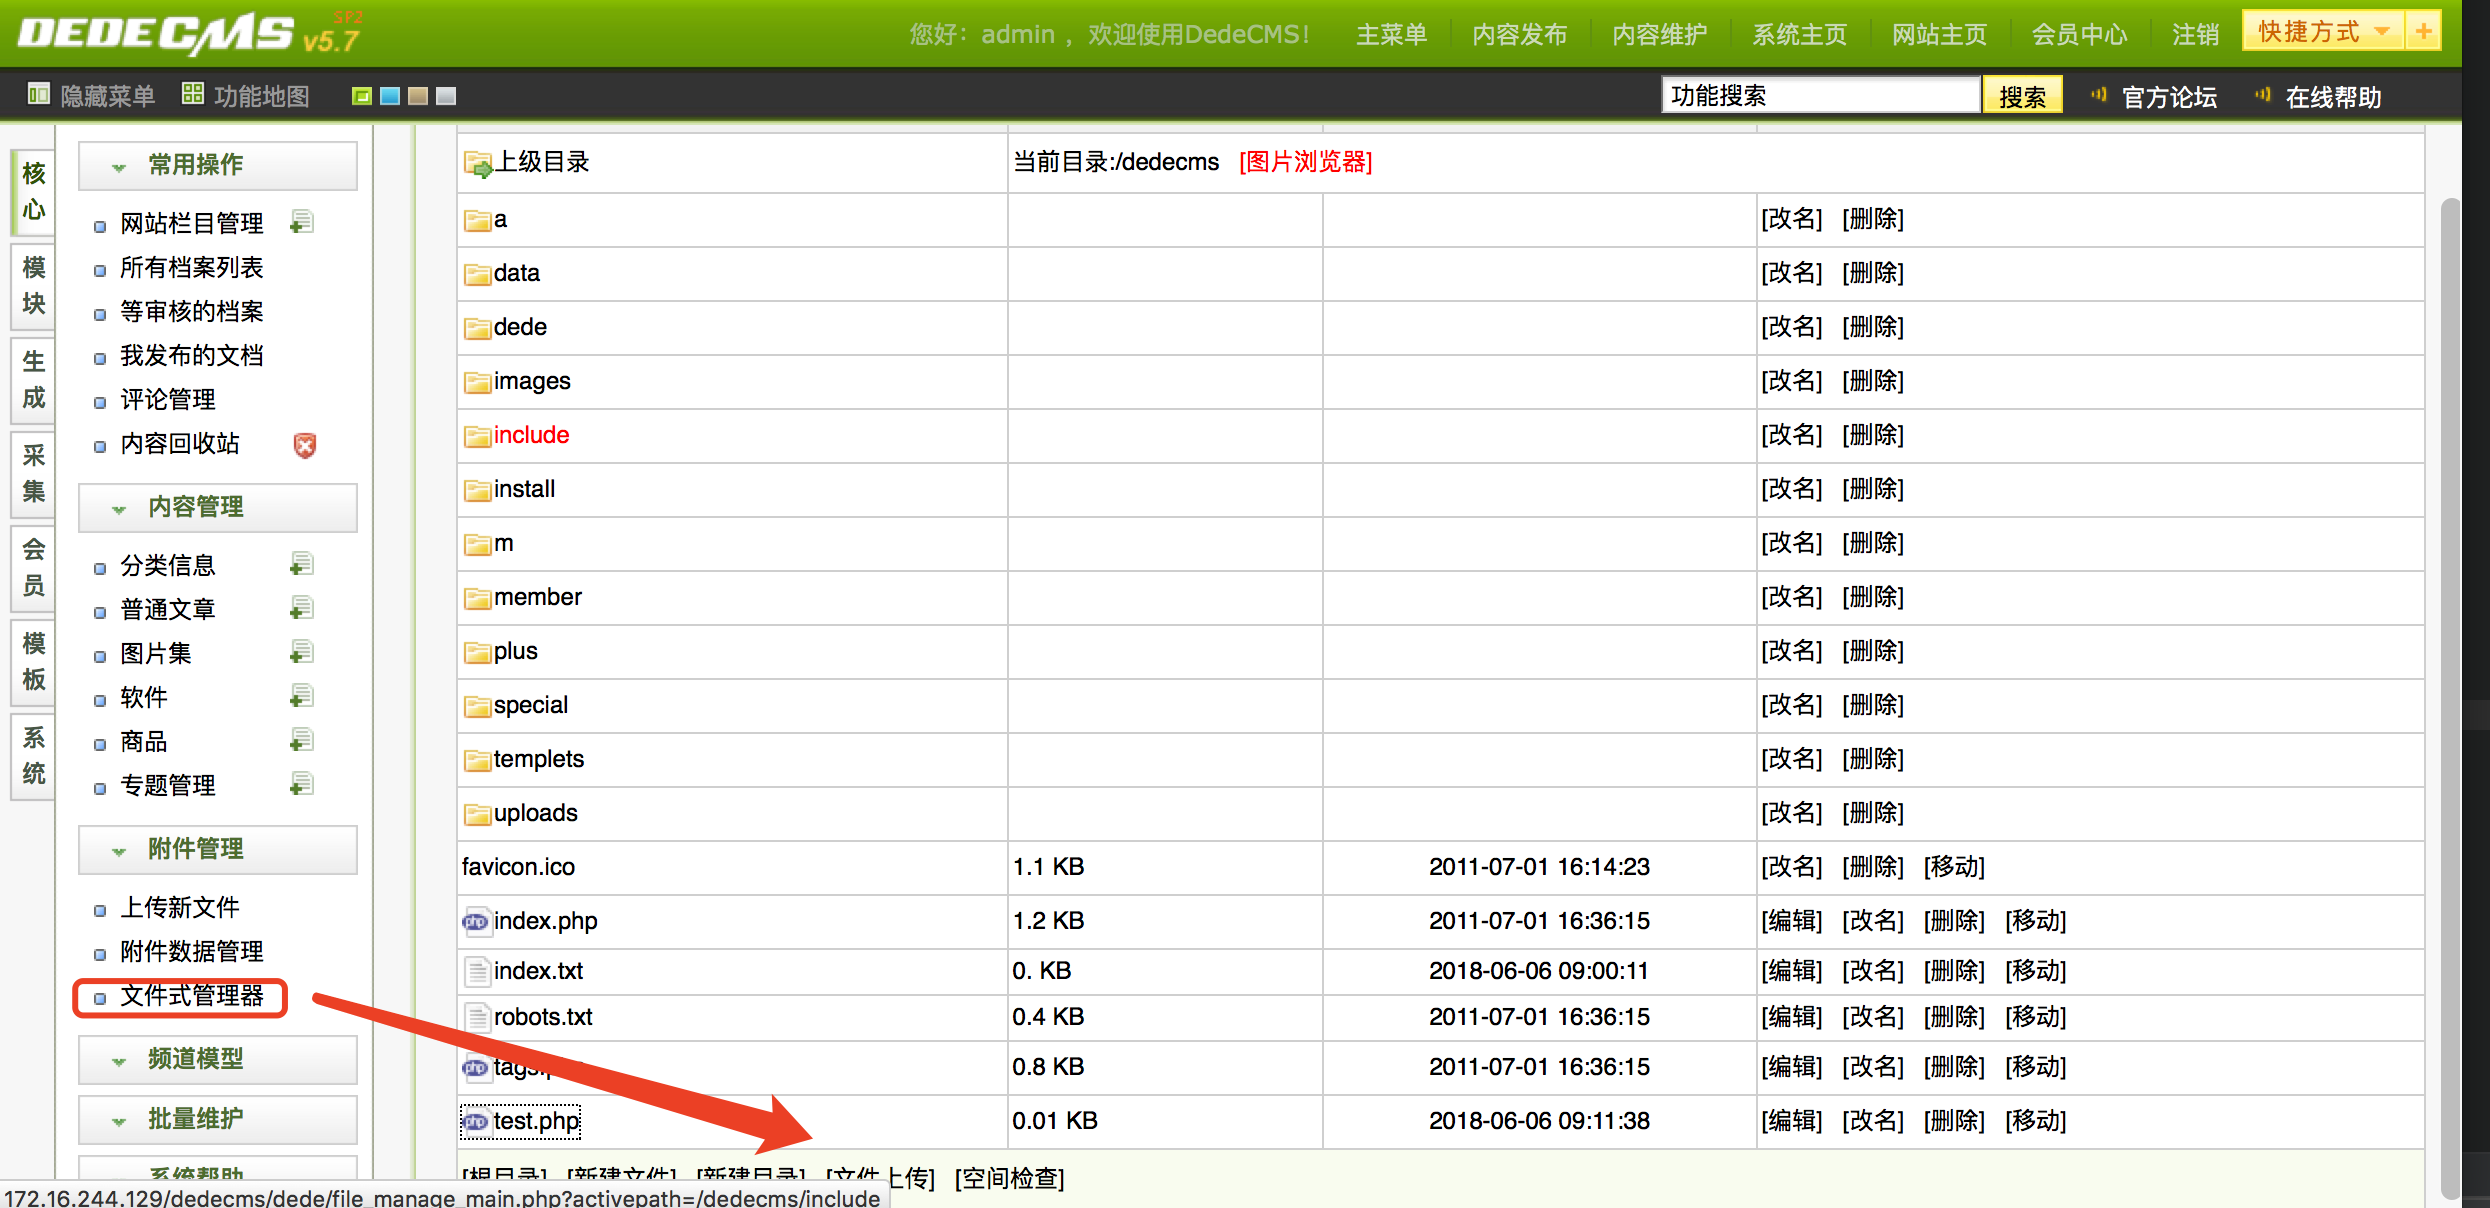 DEDECMS v5.7 SP2
您好：admin ，欢迎使用DedeCMS！ 主菜单 内容发布 内容维护 系统主页 网站主页 会员中心 注销 快捷方式 +
隐藏菜单 功能地图 功能搜索 搜索 官方论坛 在线帮助
核心
模块
生成
采集
会员
模板
系统
常用操作
网站栏目管理
所有档案列表
等审核的档案
我发布的文档
评论管理
内容回收站
内容管理
分类信息
普通文章
图片集
软件
商品
专题管理
附件管理
上传新文件
附件数据管理
文件式管理器
频道模型
批量维护
系统帮助
上级目录 当前目录:/dedecms [图片浏览器]
a [改名] [删除]
data [改名] [删除]
dede [改名] [删除]
images [改名] [删除]
include [改名] [删除]
install [改名] [删除]
m [改名] [删除]
member [改名] [删除]
plus [改名] [删除]
special [改名] [删除]
templets [改名] [删除]
uploads [改名] [删除]
favicon.ico 1.1 KB 2011-07-01 16:14:23 [改名] [删除] [移动]
index.php 1.2 KB 2011-07-01 16:36:15 [编辑] [改名] [删除] [移动]
index.txt 0. KB 2018-06-06 09:00:11 [编辑] [改名] [删除] [移动]
robots.txt 0.4 KB 2011-07-01 16:36:15 [编辑] [改名] [删除] [移动]
tags.p 0.8 KB 2011-07-01 16:36:15 [编辑] [改名] [删除] [移动]
test.php 0.01 KB 2018-06-06 09:11:38 [编辑] [改名] [删除] [移动]
[根目录] [新建文件] [新建目录] [文件上传] [空间检查]
172.16.244.129/dedecms/dede/file_manage_main.php?activepath=/dedecms/include